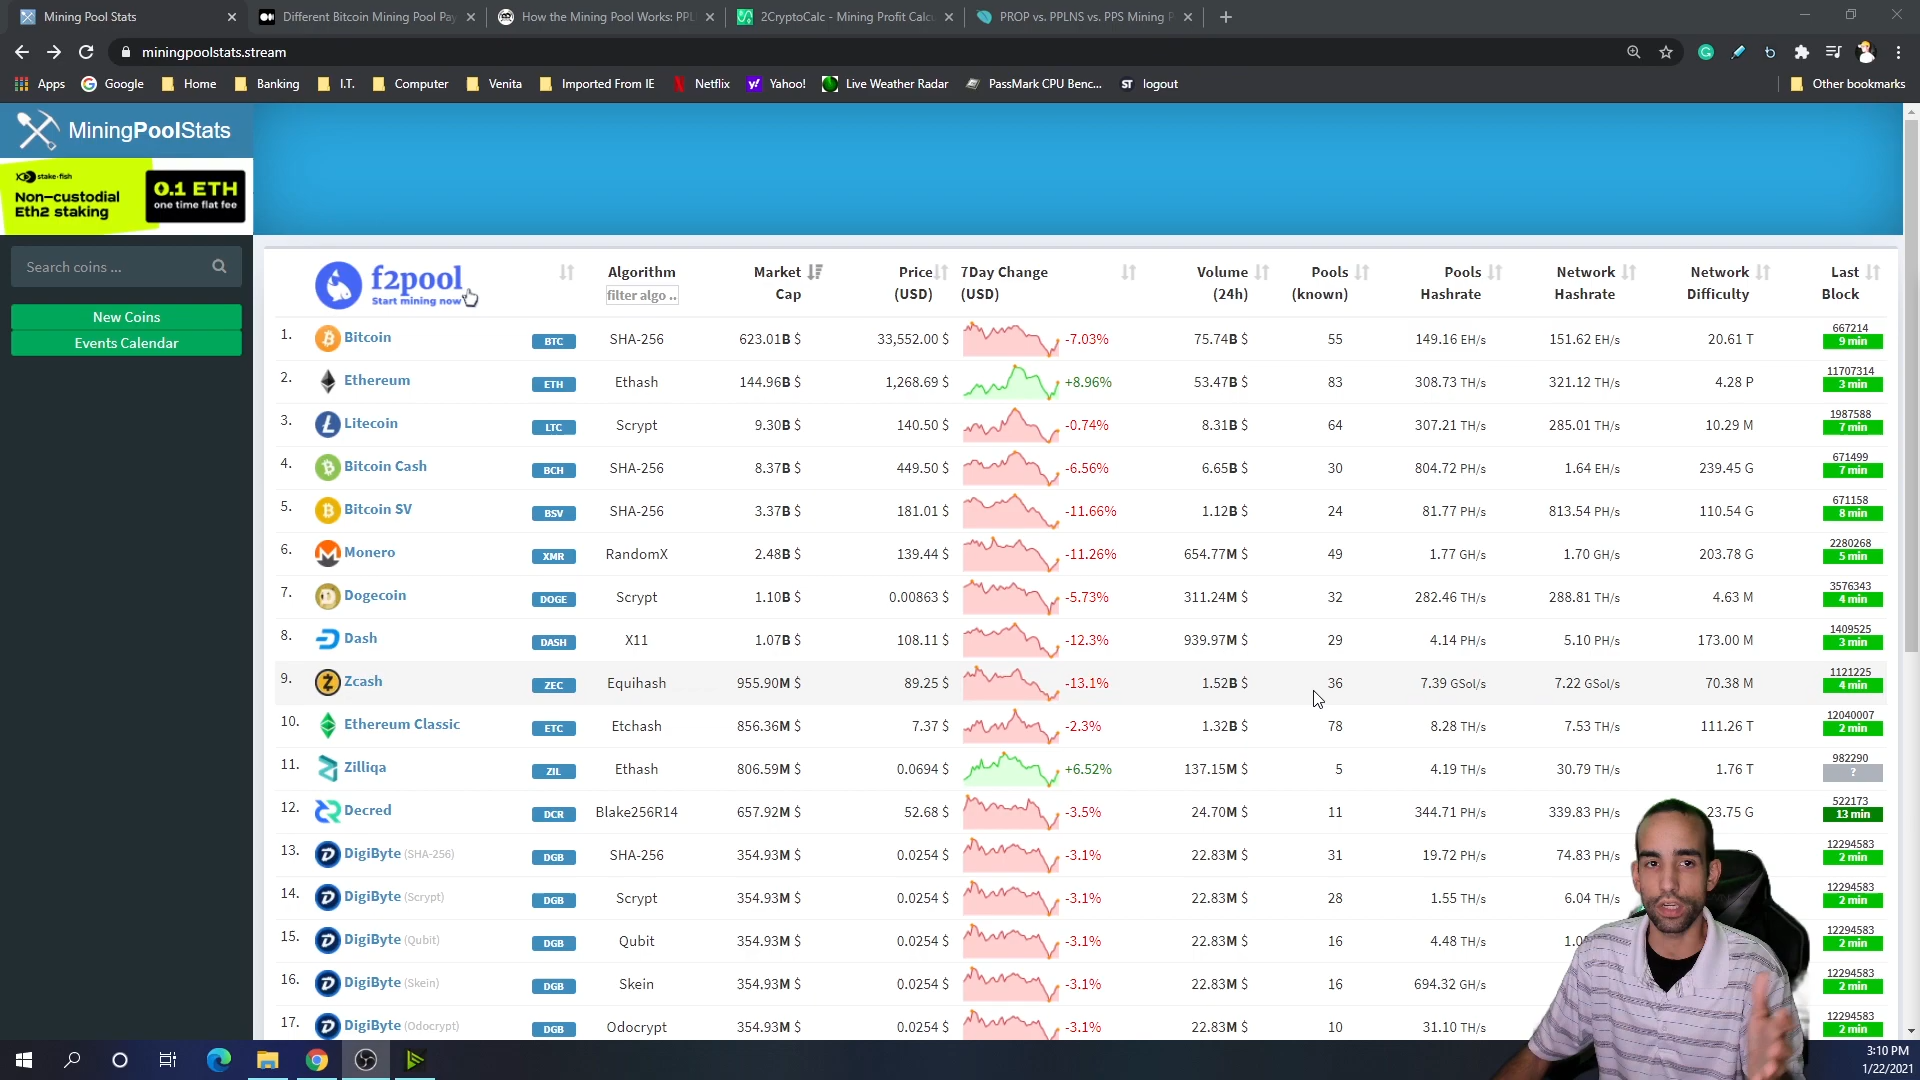 Mining Pool Stats
Different Bitcoin Mining Pool Pay
How the Mining Pool Works: PPL
2CryptoCalc - Mining Profit Calc
PROP vs. PPLNS vs. PPS Mining P
miningpoolstats.stream
Apps Google Home Banking I.T. Computer Venita Imported From IE Netflix Yahoo! Live Weather Radar PassMark CPU Benc... ST logout Other bookmarks
MiningPoolStats
stake·fish
Non-custodial
Eth2 staking
0.1 ETH
one time flat fee
Search coins ...
New Coins
Events Calendar
f2pool
Start mining now
Algorithm
filter algo ..
Market Cap
Price (USD)
7Day Change (USD)
Volume (24h)
Pools (known)
Pools Hashrate
Network Hashrate
Network Difficulty
Last Block
1. Bitcoin BTC SHA-256 623.01B $ 33,552.00 $ -7.03% 75.74B $ 55 149.16 EH/s 151.62 EH/s 20.61 T 667214 9 min
2. Ethereum ETH Ethash 144.96B $ 1,268.69 $ +8.96% 53.47B $ 83 308.73 TH/s 321.12 TH/s 4.28 P 11707314 3 min
3. Litecoin LTC Scrypt 9.30B $ 140.50 $ -0.74% 8.31B $ 64 307.21 TH/s 285.01 TH/s 10.29 M 1987588 7 min
4. Bitcoin Cash BCH SHA-256 8.37B $ 449.50 $ -6.56% 6.65B $ 30 804.72 PH/s 1.64 EH/s 239.45 G 671499 7 min
5. Bitcoin SV BSV SHA-256 3.37B $ 181.01 $ -11.66% 1.12B $ 24 81.77 PH/s 813.54 PH/s 110.54 G 671158 8 min
6. Monero XMR RandomX 2.48B $ 139.44 $ -11.26% 654.77M $ 49 1.77 GH/s 1.70 GH/s 203.78 G 2280268 5 min
7. Dogecoin DOGE Scrypt 1.10B $ 0.00863 $ -5.73% 311.24M $ 32 282.46 TH/s 288.81 TH/s 4.63 M 3576343 4 min
8. Dash DASH X11 1.07B $ 108.11 $ -12.3% 939.97M $ 29 4.14 PH/s 5.10 PH/s 173.00 M 1409525 3 min
9. Zcash ZEC Equihash 955.90M $ 89.25 $ -13.1% 1.52B $ 36 7.39 GSol/s 7.22 GSol/s 70.38 M 1121225 4 min
10. Ethereum Classic ETC Etchash 856.36M $ 7.37 $ -2.3% 1.32B $ 78 8.28 TH/s 7.53 TH/s 111.26 T 12040007 2 min
11. Zilliqa ZIL Ethash 806.59M $ 0.0694 $ +6.52% 137.15M $ 5 4.19 TH/s 30.79 TH/s 1.76 T 982290 ?
12. Decred DCR Blake256R14 657.92M $ 52.68 $ -3.5% 24.70M $ 11 344.71 PH/s 339.83 PH/s 23.75 G 522173 13 min
13. DigiByte (SHA-256) DGB SHA-256 354.93M $ 0.0254 $ -3.1% 22.83M $ 31 19.72 PH/s 74.83 PH/s 12294583 2 min
14. DigiByte (Scrypt) DGB Scrypt 354.93M $ 0.0254 $ -3.1% 22.83M $ 28 1.55 TH/s 6.04 TH/s 12294583 2 min
15. DigiByte (Qubit) DGB Qubit 354.93M $ 0.0254 $ -3.1% 22.83M $ 16 4.48 TH/s 12294583 2 min
16. DigiByte (Skein) DGB Skein 354.93M $ 0.0254 $ -3.1% 22.83M $ 16 694.32 GH/s 12294583 2 min
17. DigiByte (Odocrypt) DGB Odocrypt 354.93M $ 0.0254 $ -3.1% 22.83M $ 10 31.10 TH/s 12294583 2 min
3:10 PM
1/22/2021